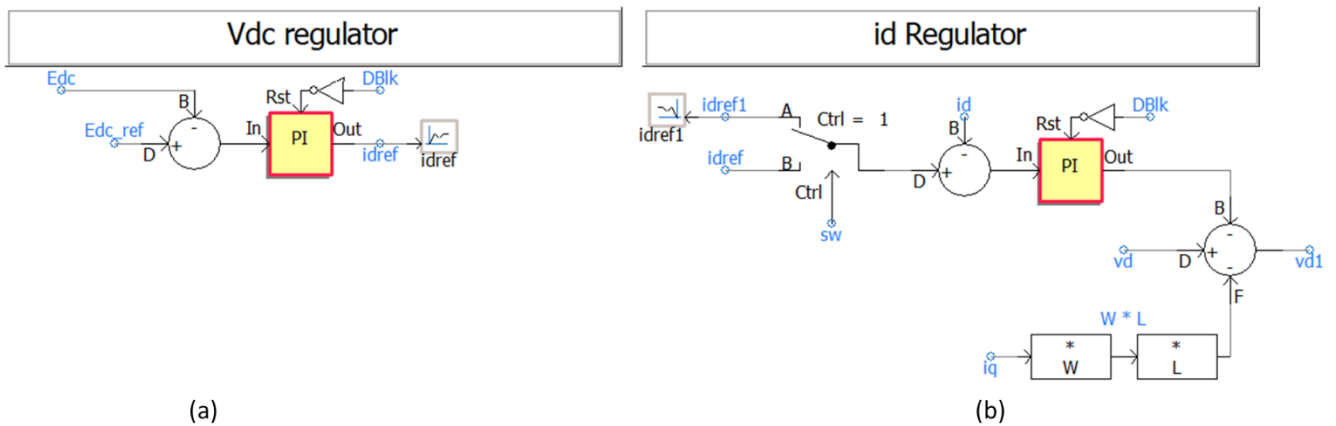 Vdc regulator
Edc
B
-
Rst
DBlk
Edc_ref
D
+
In
PI
Out
idref
idref
(a)
id Regulator
idref1
idref1
A
Ctrl = 1
idref
B
Ctrl
sw
id
B
-
D
+
Rst
DBlk
In
PI
Out
B
-
vd
D
+
-
vd1
F
W * L
iq
*
W
*
L
(b)